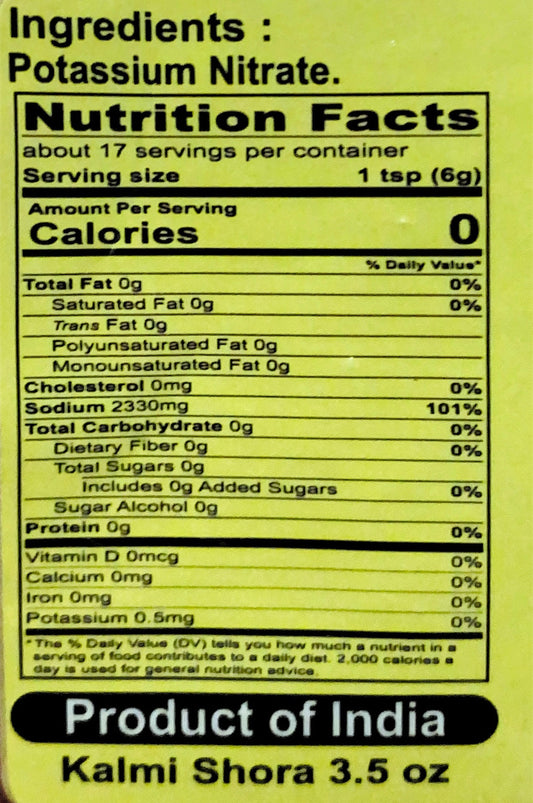 Ingredients :
Potassium Nitrate.
Nutrition Facts
about 17 servings per container
Serving size 1 tsp (6g)
Amount Per Serving
Calories 0
% Daily Value*
Total Fat 0g 0%
Saturated Fat 0g 0%
Trans Fat 0g
Polyunsaturated Fat 0g
Monounsaturated Fat 0g
Cholesterol 0mg 0%
Sodium 2330mg 101%
Total Carbohydrate 0g 0%
Dietary Fiber 0g 0%
Total Sugars 0g
Includes 0g Added Sugars 0%
Sugar Alcohol 0g
Protein 0g 0%
Vitamin D 0mcg 0%
Calcium 0mg 0%
Iron 0mg 0%
Potassium 0.5mg 0%
*The % Daily Value (DV) tells you how much a nutrient in a
serving of food contributes to a daily diet. 2,000 calories a
day is used for general nutrition advice.
Product of India
Kalmi Shora 3.5 oz